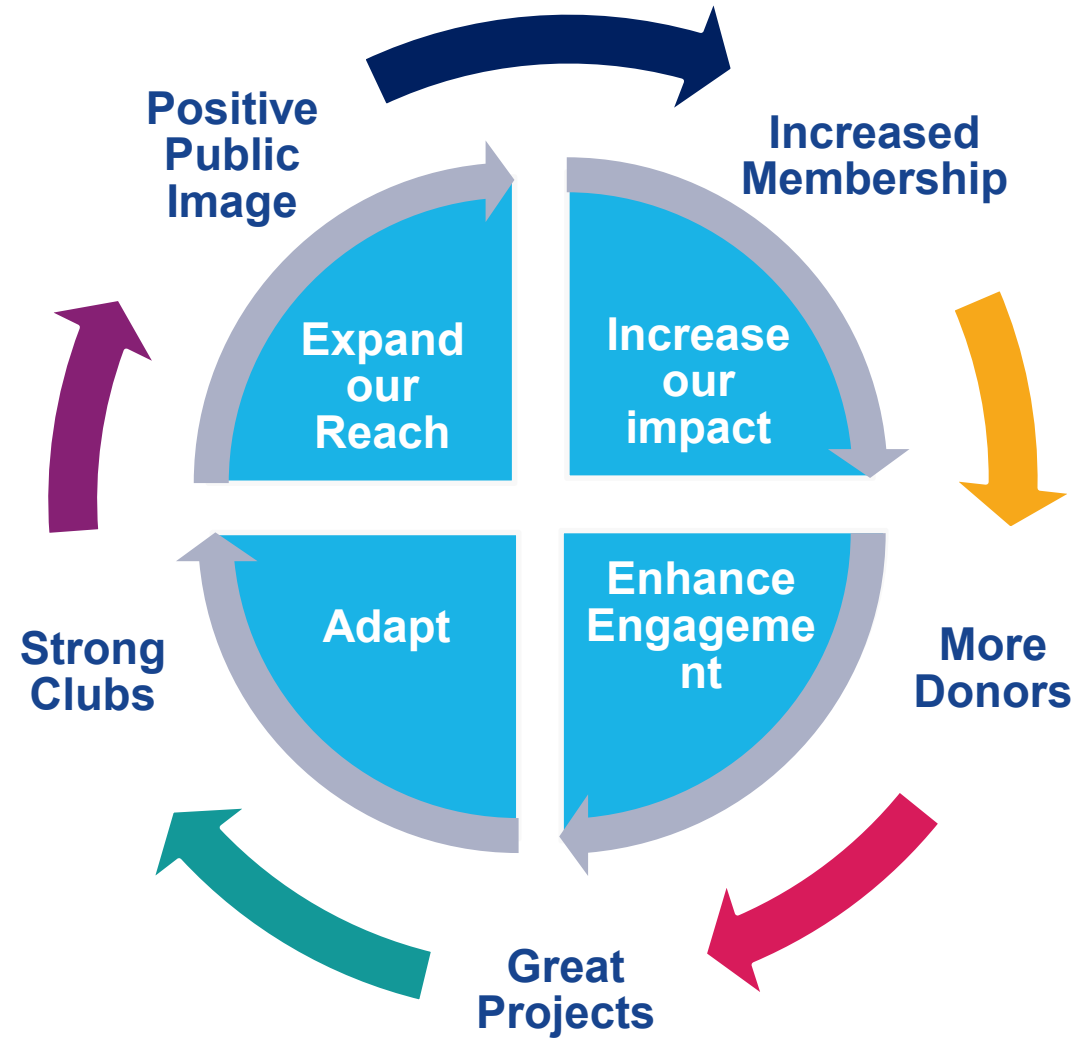 Positive
Public
Image
Increased
Membership
Expand
our
Reach
Increase
our
impact
Adapt
Enhance
Engageme
nt
Strong
Clubs
More
Donors
Great
Projects